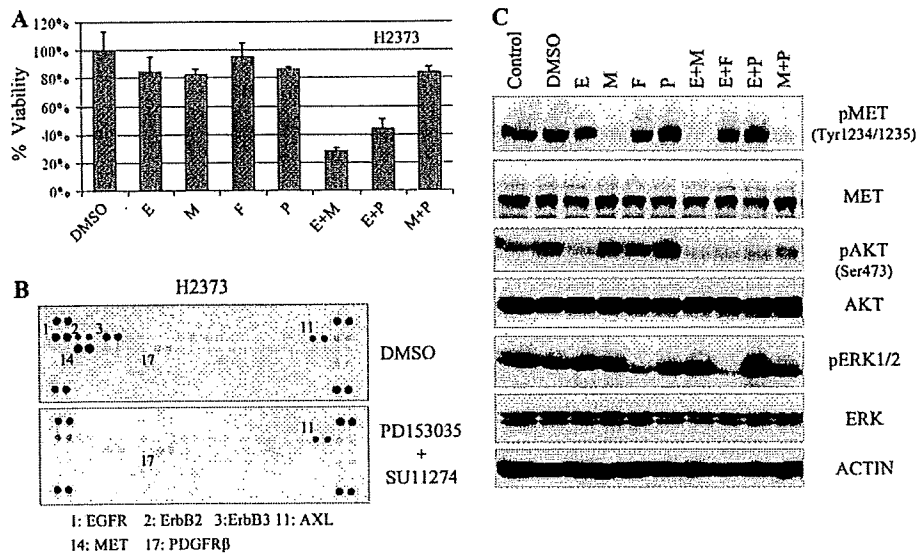 A
120%
100%
80%
60%
40%
20%
0%
% Viability
H2373
DMSO
E
M
F
P
E+M
E+P
M+P
B
H2373
1
2
3
11
14
17
DMSO
11
17
PD153035
+
SU11274
1: EGFR 2: ErbB2 3:ErbB3 11: AXL
14: MET 17: PDGFRβ
C
Control
DMSO
E
M
F
P
E+M
E+F
E+P
M+P
pMET
(Tyr1234/1235)
MET
pAKT
(Ser473)
AKT
pERK1/2
ERK
ACTIN